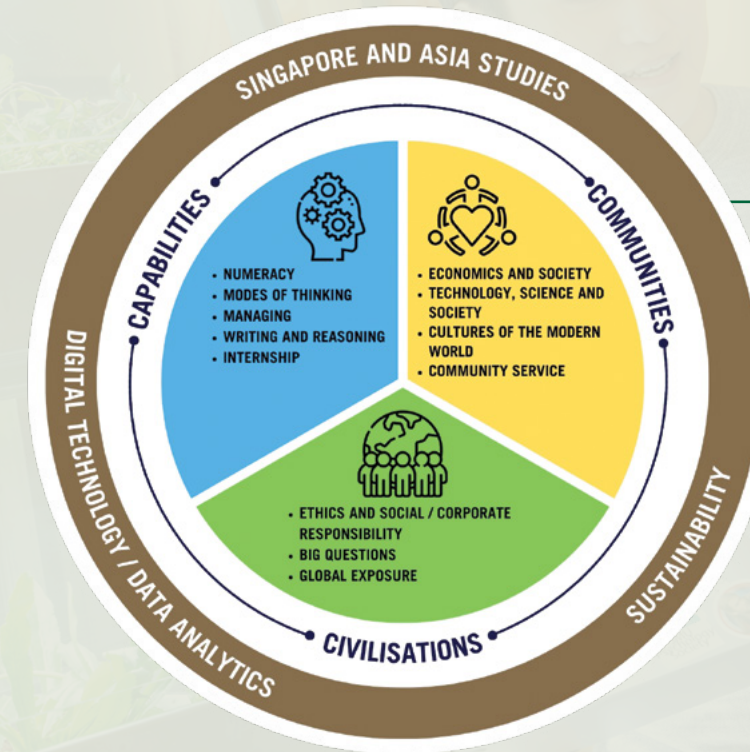 SINGAPORE AND ASIA STUDIES
CAPABILITIES
COMMUNITIES
• NUMERACY
• MODES OF THINKING
• MANAGING
• WRITING AND REASONING
• INTERNSHIP
• ECONOMICS AND SOCIETY
• TECHNOLOGY, SCIENCE AND
SOCIETY
• CULTURES OF THE MODERN
WORLD
• COMMUNITY SERVICE
DIGITAL TECHNOLOGY / DATA ANALYTICS
• ETHICS AND SOCIAL / CORPORATE
RESPONSIBILITY
• BIG QUESTIONS
• GLOBAL EXPOSURE
SUSTAINABILITY
CIVILISATIONS